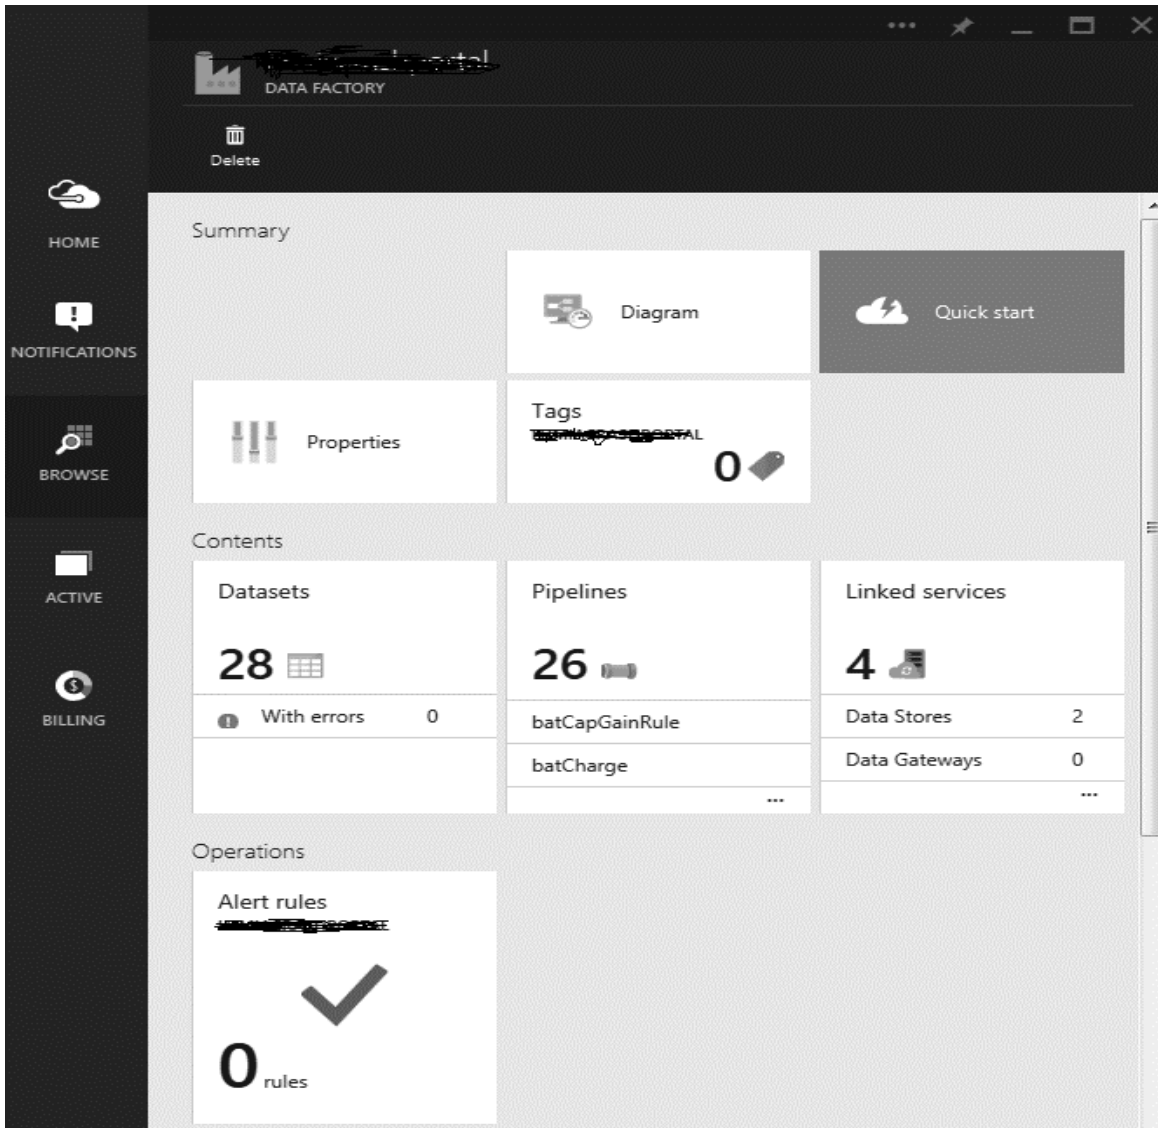 DATA FACTORY
Delete
HOME
NOTIFICATIONS
BROWSE
ACTIVE
BILLING
Summary
Diagram
Quick start
Properties
Tags
0
Contents
Datasets
28
With errors 0
Pipelines
26
batCapGainRule
batCharge
...
Linked services
4
Data Stores 2
Data Gateways 0
...
Operations
Alert rules
0 rules